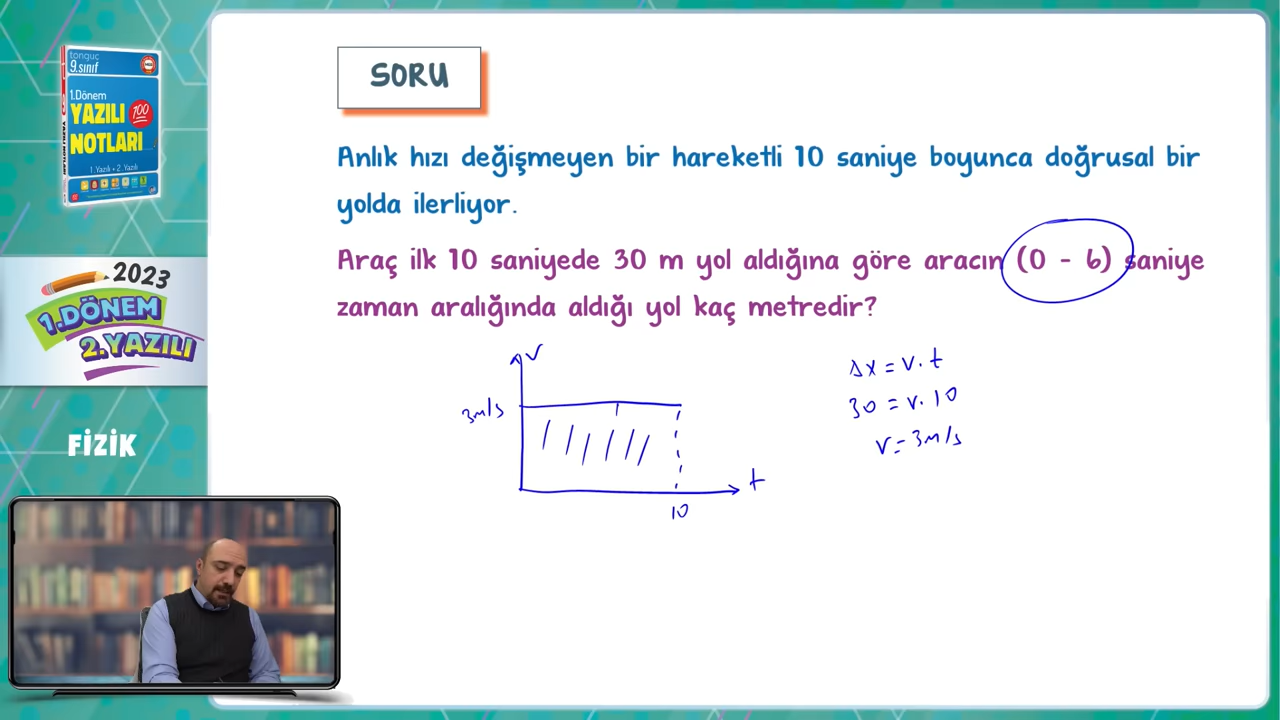 tonguç
9.sınıf
1.Dönem
YAZILI
100
NOTLARI
1.Yazılı • 2.Yazılı
YAZILI NOTLARI
2023
1.DÖNEM
2.YAZILI
FİZİK
SORU
Anlık hızı değişmeyen bir hareketli 10 saniye boyunca doğrusal bir
yolda ilerliyor.
Araç ilk 10 saniyede 30 m yol aldığına göre aracın (0 - 6) saniye
zaman aralığında aldığı yol kaç metredir?
v
3m/s
t
10
Δx = v. t
30 = v. 10
v = 3m/s